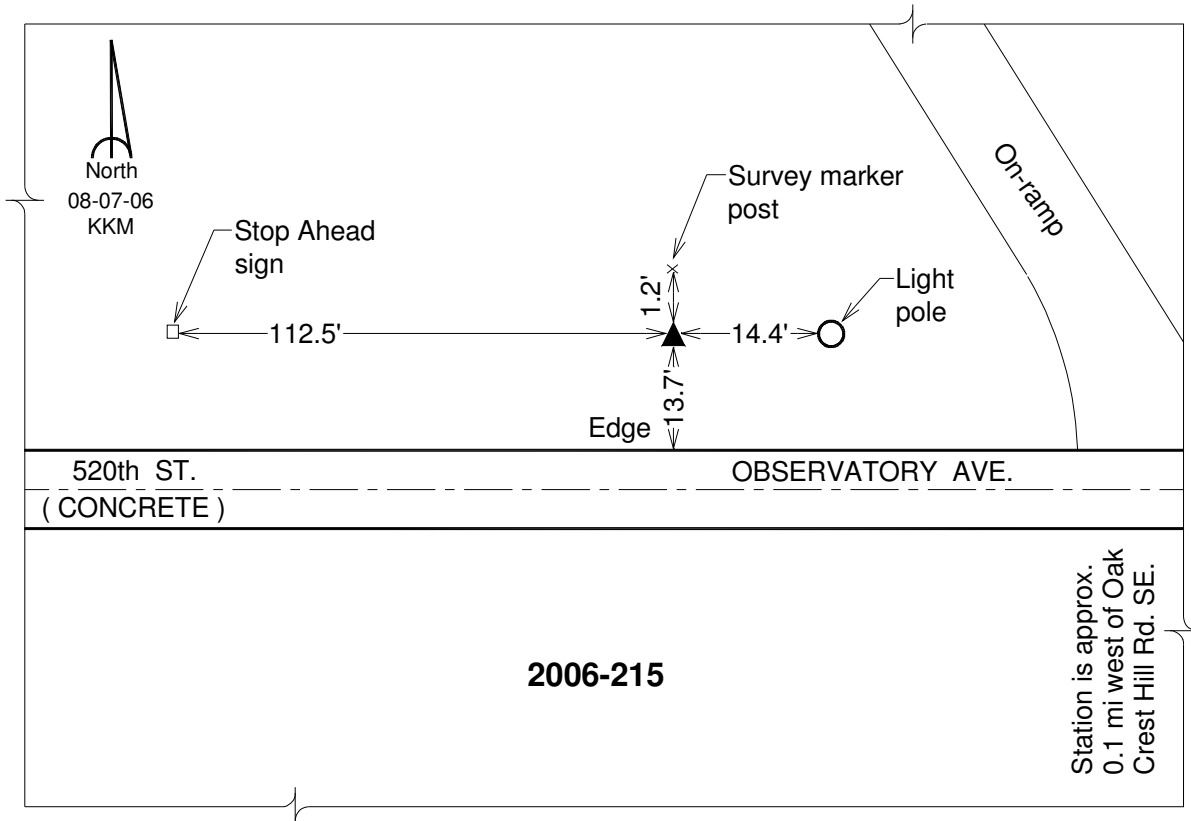 North
08-07-06
KKM
Stop Ahead
sign
Survey marker
post
On-ramp
Light
pole
1.2'
112.5'
14.4'
13.7'
Edge
520th ST.
OBSERVATORY AVE.
( CONCRETE )
2006-215
Station is approx.
0.1 mi west of Oak
Crest Hill Rd. SE.